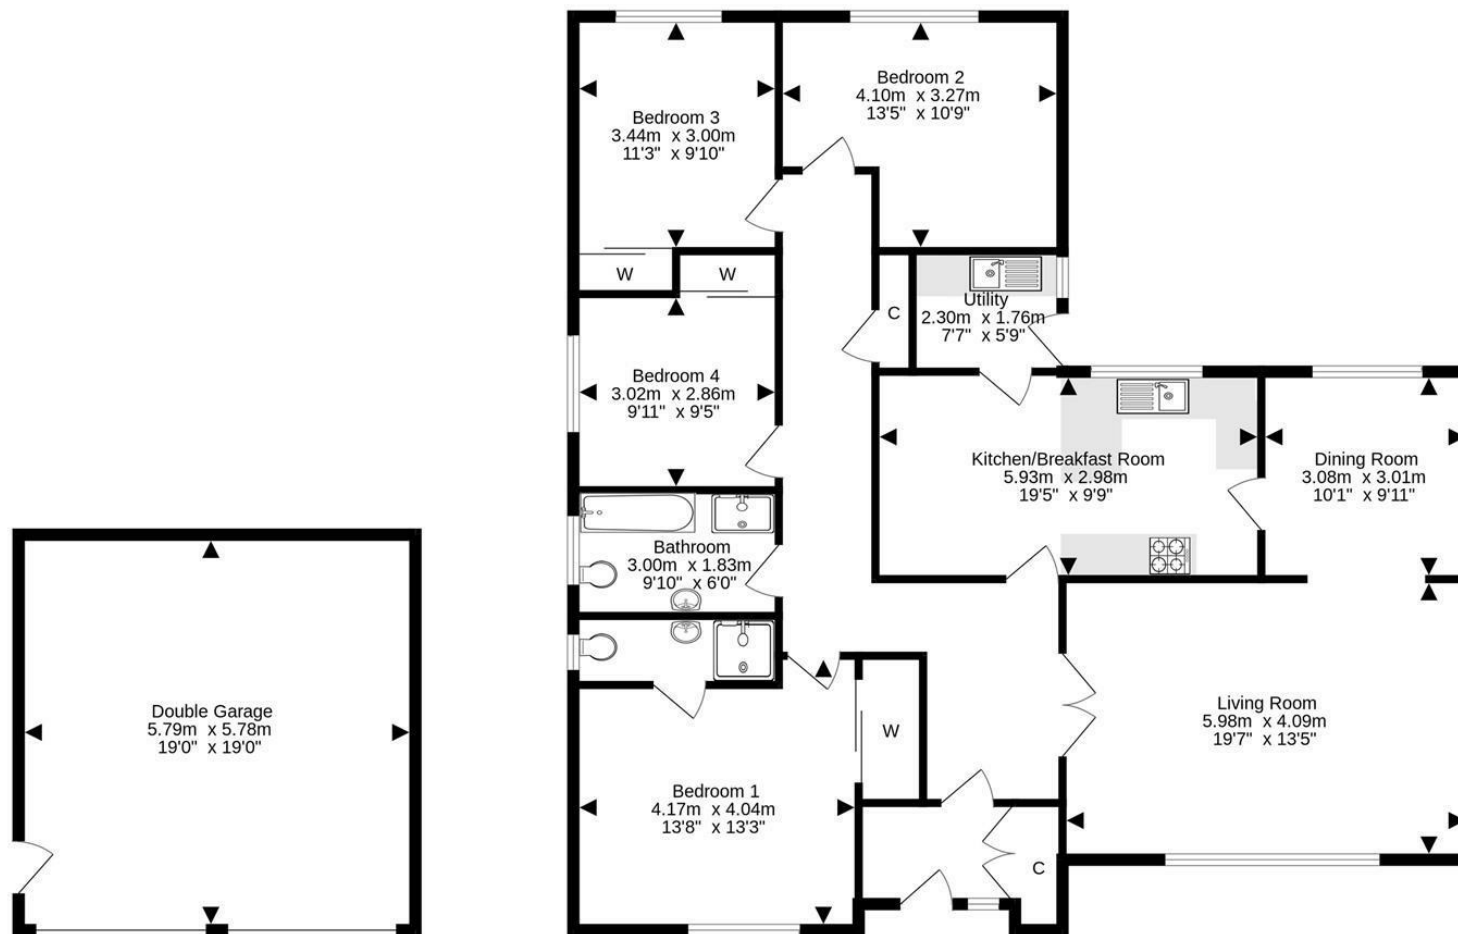 Bedroom 2
4.10m x 3.27m
13'5" x 10'9"
Bedroom 3
3.44m x 3.00m
11'3" x 9'10"
W
W
C
Utility
2.30m x 1.76m
7'7" x 5'9"
Bedroom 4
3.02m x 2.86m
9'11" x 9'5"
Kitchen/Breakfast Room
5.93m x 2.98m
19'5" x 9'9"
Dining Room
3.08m x 3.01m
10'1" x 9'11"
Bathroom
3.00m x 1.83m
9'10" x 6'0"
Double Garage
5.79m x 5.78m
19'0" x 19'0"
Living Room
5.98m x 4.09m
19'7" x 13'5"
W
Bedroom 1
4.17m x 4.04m
13'8" x 13'3"
C